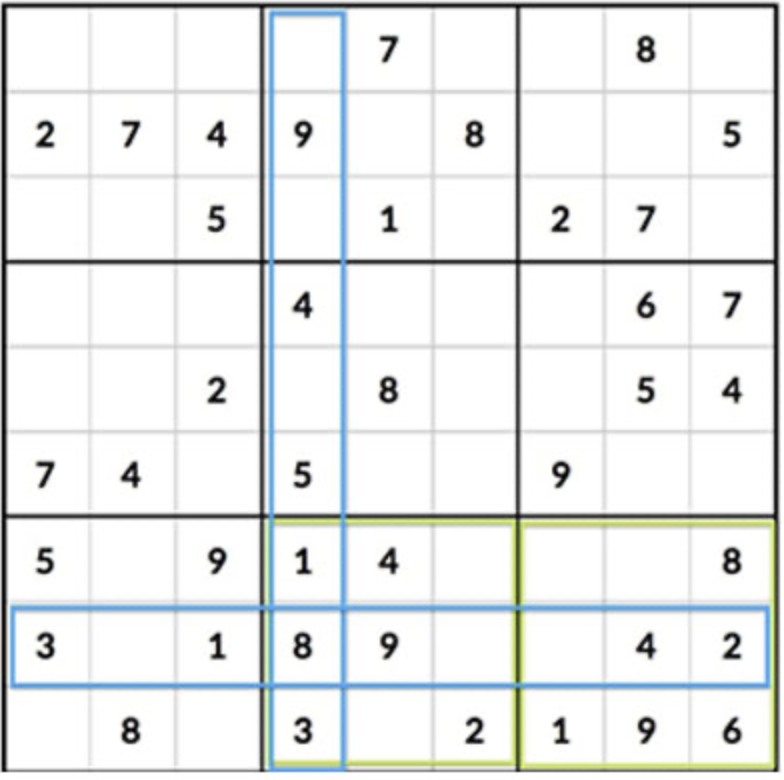 7 8
2 7 4 9 8 5
5 1 2 7
4 6 7
2 8 5 4
7 4 5 9
5 9 1 4 8
3 1 8 9 4 2
8 3 2 1 9 6